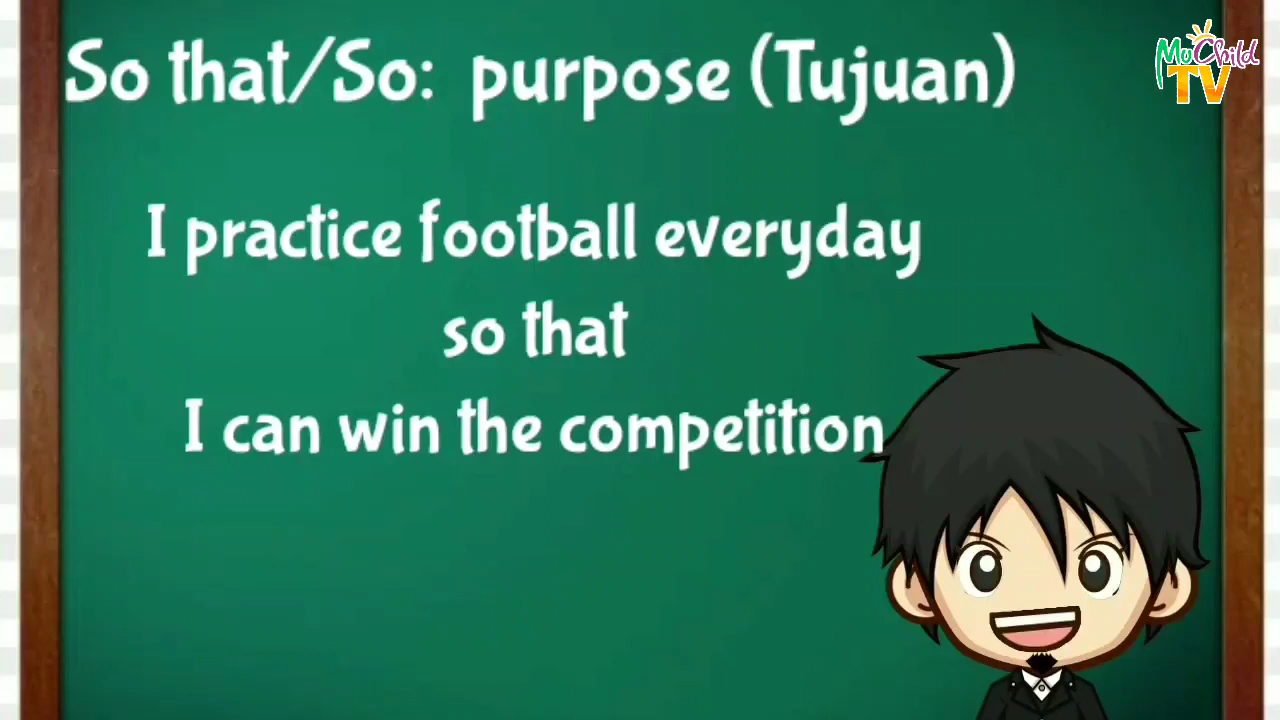 So that/So: purpose (Tujuan)
MoChild
TV
I practice football everyday
so that
I can win the competition